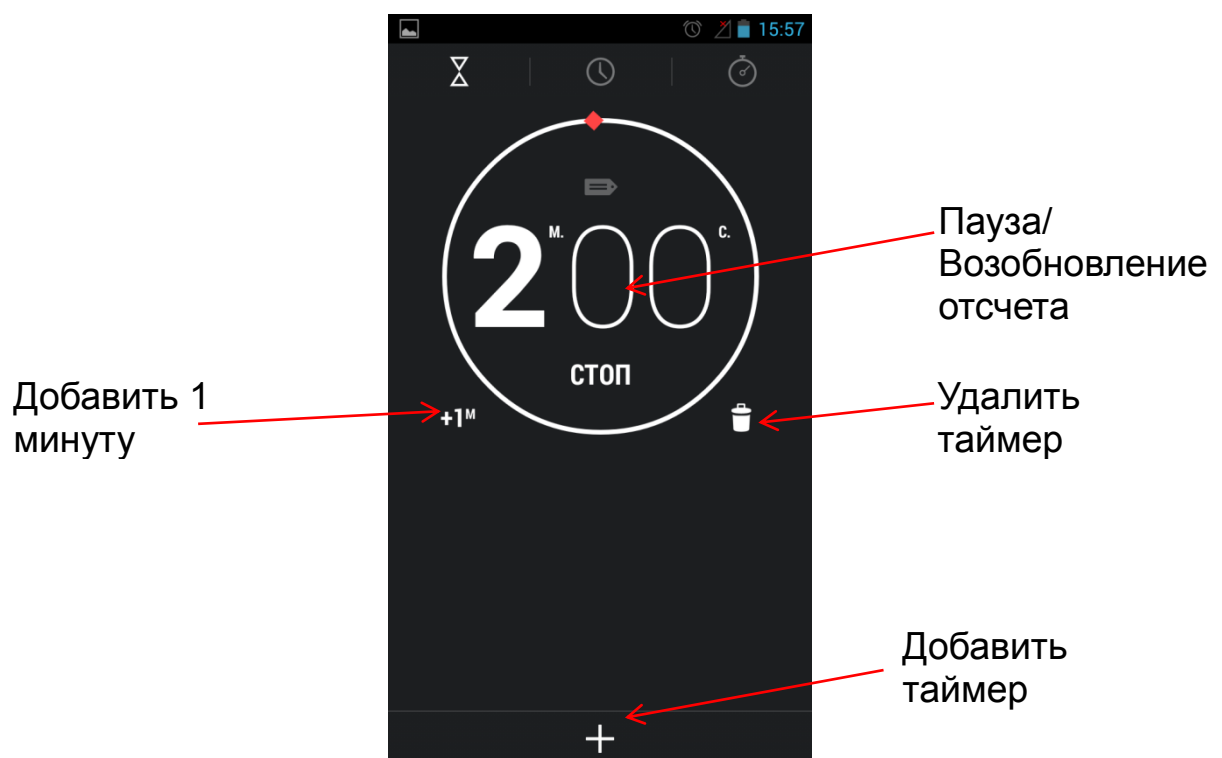 15:57
2 М. 00 С.
СТОП
+1М
Пауза/
Возобновление
отсчета
Добавить 1
минуту
Удалить
таймер
Добавить
таймер